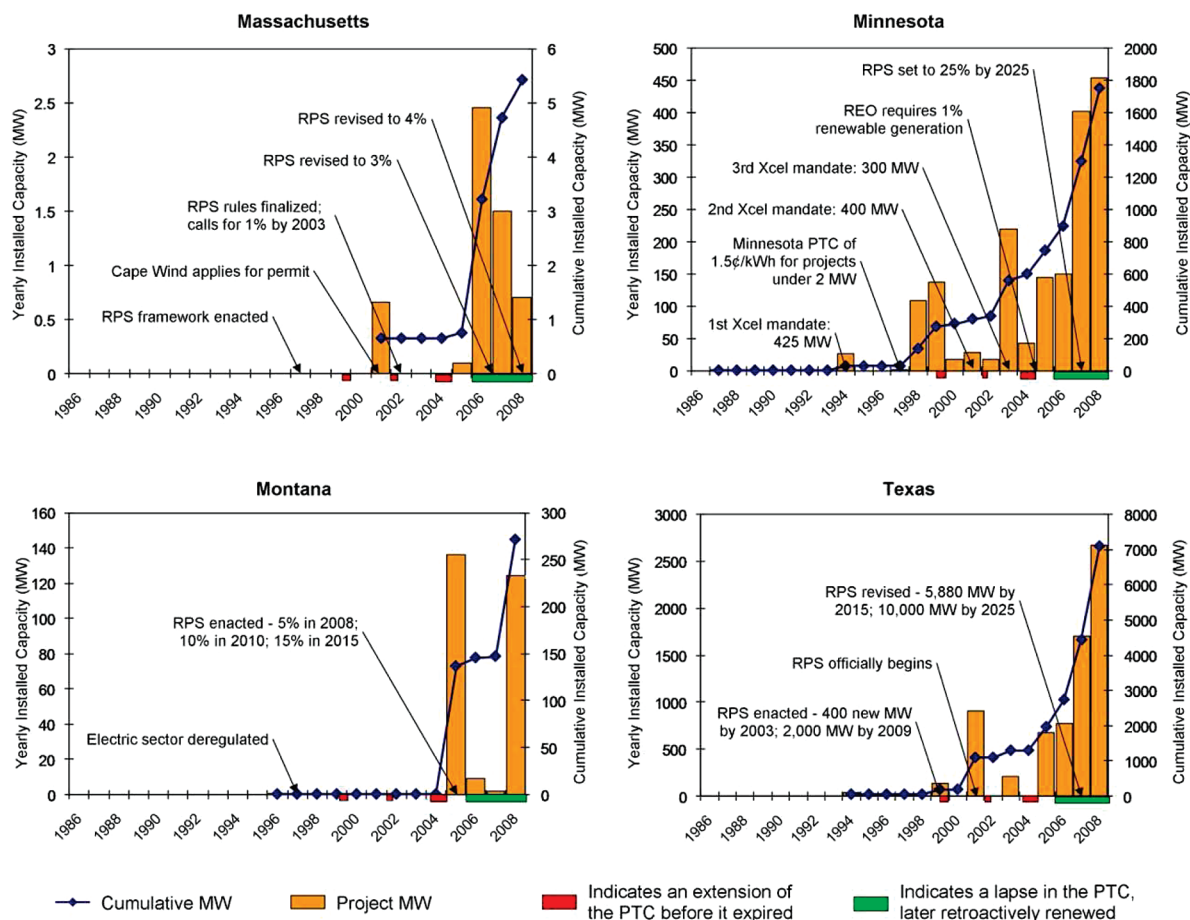 Massachusetts
Yearly Installed Capacity (MW)
3
2.5
2
1.5
1
0.5
0
RPS revised to 4%
RPS revised to 3%
RPS rules finalized;
calls for 1% by 2003
Cape Wind applies for permit
RPS framework enacted
6
5
4
3
2
1
0
Cumulative Installed Capacity (MW)
1986
1988
1990
1992
1994
1996
1998
2000
2002
2004
2006
2008
Minnesota
Yearly Installed Capacity (MW)
500
450
400
350
300
250
200
150
100
50
0
RPS set to 25% by 2025
REO requires 1%
renewable generation
3rd Xcel mandate: 300 MW
2nd Xcel mandate: 400 MW
Minnesota PTC of
1.5¢/kWh for projects
under 2 MW
1st Xcel mandate:
425 MW
2000
1800
1600
1400
1200
1000
800
600
400
200
0
Cumulative Installed Capacity (MW)
1986
1988
1990
1992
1994
1996
1998
2000
2002
2004
2006
2008
Montana
Yearly Installed Capacity (MW)
160
140
120
100
80
60
40
20
0
RPS enacted - 5% in 2008;
10% in 2010; 15% in 2015
Electric sector deregulated
300
250
200
150
100
50
0
Cumulative Installed Capacity (MW)
1986
1988
1990
1992
1994
1996
1998
2000
2002
2004
2006
2008
Texas
Yearly Installed Capacity (MW)
3000
2500
2000
1500
1000
500
0
RPS revised - 5,880 MW by
2015; 10,000 MW by 2025
RPS officially begins
RPS enacted - 400 new MW
by 2003; 2,000 MW by 2009
8000
7000
6000
5000
4000
3000
2000
1000
0
Cumulative Installed Capacity (MW)
1986
1988
1990
1992
1994
1996
1998
2000
2002
2004
2006
2008
Cumulative MW
Project MW
Indicates an extension of
the PTC before it expired
Indicates a lapse in the PTC,
later retroactively renewed